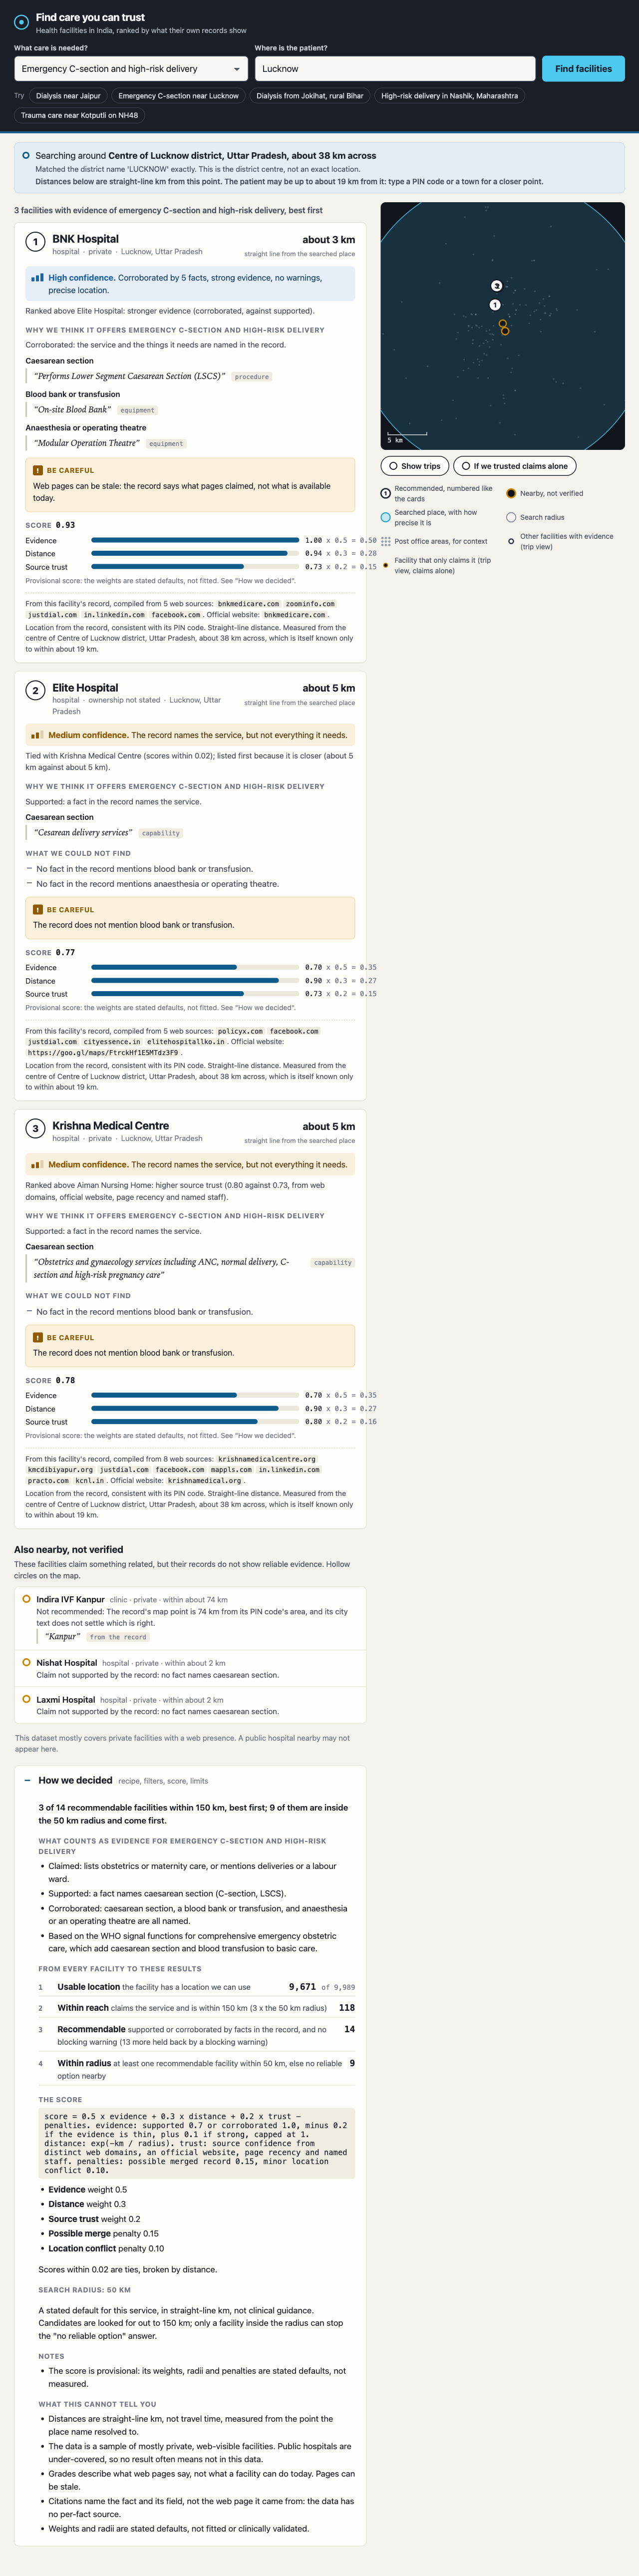 Find care you can trust
Health facilities in India, ranked by what their own records show
What care is needed?
Where is the patient?
Emergency C-section and high-risk delivery
Lucknow
Find facilities
Try
Dialysis near Jaipur
Emergency C-section near Lucknow
Dialysis from Jokihat, rural Bihar
High-risk delivery in Nashik, Maharashtra
Trauma care near Kotputli on NH48
Searching around Centre of Lucknow district, Uttar Pradesh, about 38 km across
Matched the district name 'LUCKNOW' exactly. This is the district centre, not an exact location.
Distances below are straight-line km from this point. The patient may be up to about 19 km from it: type a PIN code or a town for a closer point.
3 facilities with evidence of emergency C-section and high-risk delivery, best first
1
BNK Hospital
about 3 km
hospital · private · Lucknow, Uttar Pradesh
straight line from the searched place
High confidence. Corroborated by 5 facts, strong evidence, no warnings,
precise location.
Ranked above Elite Hospital: stronger evidence (corroborated, against supported).
WHY WE THINK IT OFFERS EMERGENCY C-SECTION AND HIGH-RISK DELIVERY
Corroborated: the service and the things it needs are named in the record.
Caesarean section
“Performs Lower Segment Caesarean Section (LSCS)” procedure
Blood bank or transfusion
“On-site Blood Bank” equipment
Anaesthesia or operating theatre
“Modular Operation Theatre” equipment
! BE CAREFUL
Web pages can be stale: the record says what pages claimed, not what is available
today.
SCORE 0.93
Evidence 1.00 x 0.5 = 0.50
Distance 0.94 x 0.3 = 0.28
Source trust 0.73 x 0.2 = 0.15
Provisional score: the weights are stated defaults, not fitted. See "How we decided".
From this facility's record, compiled from 5 web sources: bnkmedicare.com zoominfo.com
justdial.com in.linkedin.com facebook.com . Official website: bnkmedicare.com .
Location from the record, consistent with its PIN code. Straight-line distance. Measured from the
centre of Centre of Lucknow district, Uttar Pradesh, about 38 km across, which is itself known only
to within about 19 km.
2
Elite Hospital
about 5 km
hospital · ownership not stated · Lucknow, Uttar
Pradesh
straight line from the searched place
Medium confidence. The record names the service, but not everything it needs.
Tied with Krishna Medical Centre (scores within 0.02); listed first because it is closer (about 5
km against about 5 km).
WHY WE THINK IT OFFERS EMERGENCY C-SECTION AND HIGH-RISK DELIVERY
Supported: a fact in the record names the service.
Caesarean section
“Cesarean delivery services” capability
WHAT WE COULD NOT FIND
– No fact in the record mentions blood bank or transfusion.
– No fact in the record mentions anaesthesia or operating theatre.
! BE CAREFUL
The record does not mention blood bank or transfusion.
SCORE 0.77
Evidence 0.70 x 0.5 = 0.35
Distance 0.90 x 0.3 = 0.27
Source trust 0.73 x 0.2 = 0.15
Provisional score: the weights are stated defaults, not fitted. See "How we decided".
From this facility's record, compiled from 5 web sources: policyx.com facebook.com
justdial.com cityessence.in elitehospitallko.in . Official website:
https://goo.gl/maps/FtrckHf1E5MTdz3F9 .
Location from the record, consistent with its PIN code. Straight-line distance. Measured from the
centre of Centre of Lucknow district, Uttar Pradesh, about 38 km across, which is itself known only
to within about 19 km.
3
Krishna Medical Centre
about 5 km
hospital · private · Lucknow, Uttar Pradesh
straight line from the searched place
Medium confidence. The record names the service, but not everything it needs.
Ranked above Aiman Nursing Home: higher source trust (0.80 against 0.73, from web
domains, official website, page recency and named staff).
WHY WE THINK IT OFFERS EMERGENCY C-SECTION AND HIGH-RISK DELIVERY
Supported: a fact in the record names the service.
Caesarean section
“Obstetrics and gynaecology services including ANC, normal delivery, C-
section and high-risk pregnancy care” capability
WHAT WE COULD NOT FIND
– No fact in the record mentions blood bank or transfusion.
! BE CAREFUL
The record does not mention blood bank or transfusion.
SCORE 0.78
Evidence 0.70 x 0.5 = 0.35
Distance 0.90 x 0.3 = 0.27
Source trust 0.80 x 0.2 = 0.16
Provisional score: the weights are stated defaults, not fitted. See "How we decided".
From this facility's record, compiled from 8 web sources: krishnamedicalcentre.org
kmcdibiyapur.org justdial.com facebook.com mappls.com in.linkedin.com
practo.com kcnl.in . Official website: krishnamedical.org .
Location from the record, consistent with its PIN code. Straight-line distance. Measured from the
centre of Centre of Lucknow district, Uttar Pradesh, about 38 km across, which is itself known only
to within about 19 km.
Also nearby, not verified
These facilities claim something related, but their records do not show reliable evidence. Hollow
circles on the map.
Indira IVF Kanpur clinic · private · within about 74 km
Not recommended: The record's map point is 74 km from its PIN code's area, and its city
text does not settle which is right.
“Kanpur” from the record
Nishat Hospital hospital · private · within about 2 km
Claim not supported by the record: no fact names caesarean section.
Laxmi Hospital hospital · private · within about 2 km
Claim not supported by the record: no fact names caesarean section.
This dataset mostly covers private facilities with a web presence. A public hospital nearby may not
appear here.
– How we decided recipe, filters, score, limits
3 of 14 recommendable facilities within 150 km, best first; 9 of them are inside
the 50 km radius and come first.
WHAT COUNTS AS EVIDENCE FOR EMERGENCY C-SECTION AND HIGH-RISK
DELIVERY
• Claimed: lists obstetrics or maternity care, or mentions deliveries or a labour
ward.
• Supported: a fact names caesarean section (C-section, LSCS).
• Corroborated: caesarean section, a blood bank or transfusion, and anaesthesia
or an operating theatre are all named.
• Based on the WHO signal functions for comprehensive emergency obstetric
care, which add caesarean section and blood transfusion to basic care.
FROM EVERY FACILITY TO THESE RESULTS
1 Usable location the facility has a location we can use 9,671 of 9,989
2 Within reach claims the service and is within 150 km (3 x the 50 km radius) 118
3 Recommendable supported or corroborated by facts in the record, and no 14
blocking warning (13 more held back by a blocking warning)
4 Within radius at least one recommendable facility within 50 km, else no reliable 9
option nearby
THE SCORE
score = 0.5 x evidence + 0.3 x distance + 0.2 x trust -
penalties. evidence: supported 0.7 or corroborated 1.0, minus 0.2
if the evidence is thin, plus 0.1 if strong, capped at 1.
distance: exp(-km / radius). trust: source confidence from
distinct web domains, an official website, page recency and named
staff. penalties: possible merged record 0.15, minor location
conflict 0.10.
• Evidence weight 0.5
• Distance weight 0.3
• Source trust weight 0.2
• Possible merge penalty 0.15
• Location conflict penalty 0.10
Scores within 0.02 are ties, broken by distance.
SEARCH RADIUS: 50 KM
A stated default for this service, in straight-line km, not clinical guidance.
Candidates are looked for out to 150 km; only a facility inside the radius can stop
the "no reliable option" answer.
NOTES
• The score is provisional: its weights, radii and penalties are stated defaults, not
measured.
WHAT THIS CANNOT TELL YOU
• Distances are straight-line km, not travel time, measured from the point the
place name resolved to.
• The data is a sample of mostly private, web-visible facilities. Public hospitals are
under-covered, so no result often means not in this data.
• Grades describe what web pages say, not what a facility can do today. Pages can
be stale.
• Citations name the fact and its field, not the web page it came from: the data has
no per-fact source.
• Weights and radii are stated defaults, not fitted or clinically validated.
1
5 km
Show trips
If we trusted claims alone
1 Recommended, numbered like
the cards
Nearby, not verified
Searched place, with how
precise it is
Search radius
Post office areas, for context
Other facilities with evidence
(trip view)
Facility that only claims it (trip
view, claims alone)